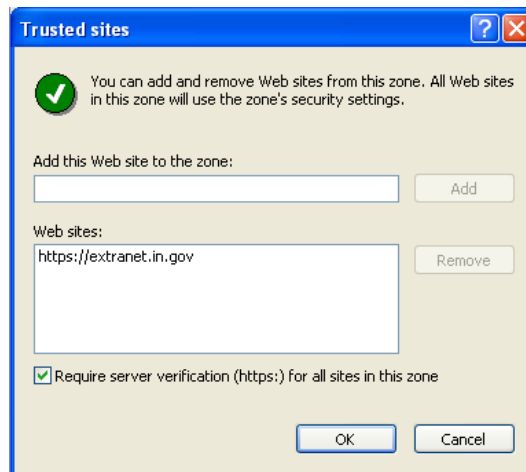 Trusted sites
You can add and remove Web sites from this zone. All Web sites
in this zone will use the zone's security settings.
Add this Web site to the zone:
Add
Web sites:
https://extranet.in.gov
Remove
Require server verification (https:) for all sites in this zone
OK
Cancel